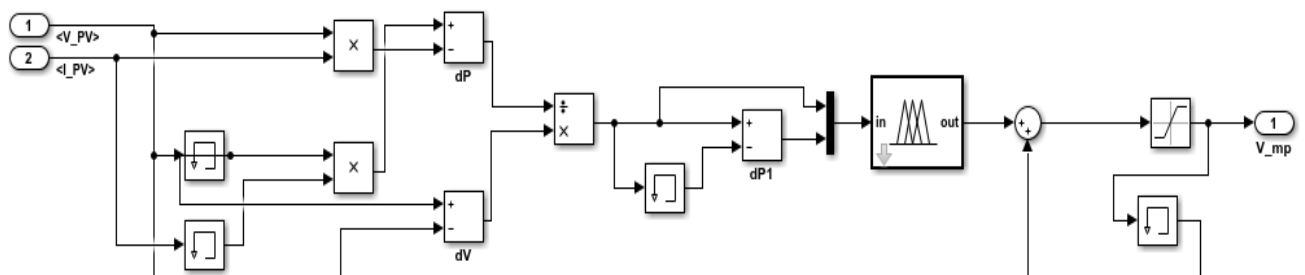 1
<V_PV>
2
<I_PV>
×
+
−
dP
÷
×
×
+
−
dV
+
−
dP1
in
out
+
+
1
V_mp